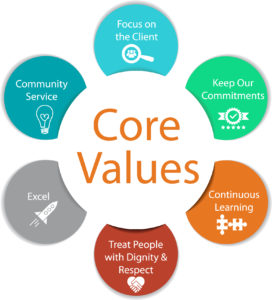 Core
Values
Focus on
the Client
Keep Our
Commitments
Continuous
Learning
Treat People
with Dignity &
Respect
Excel
Community
Service